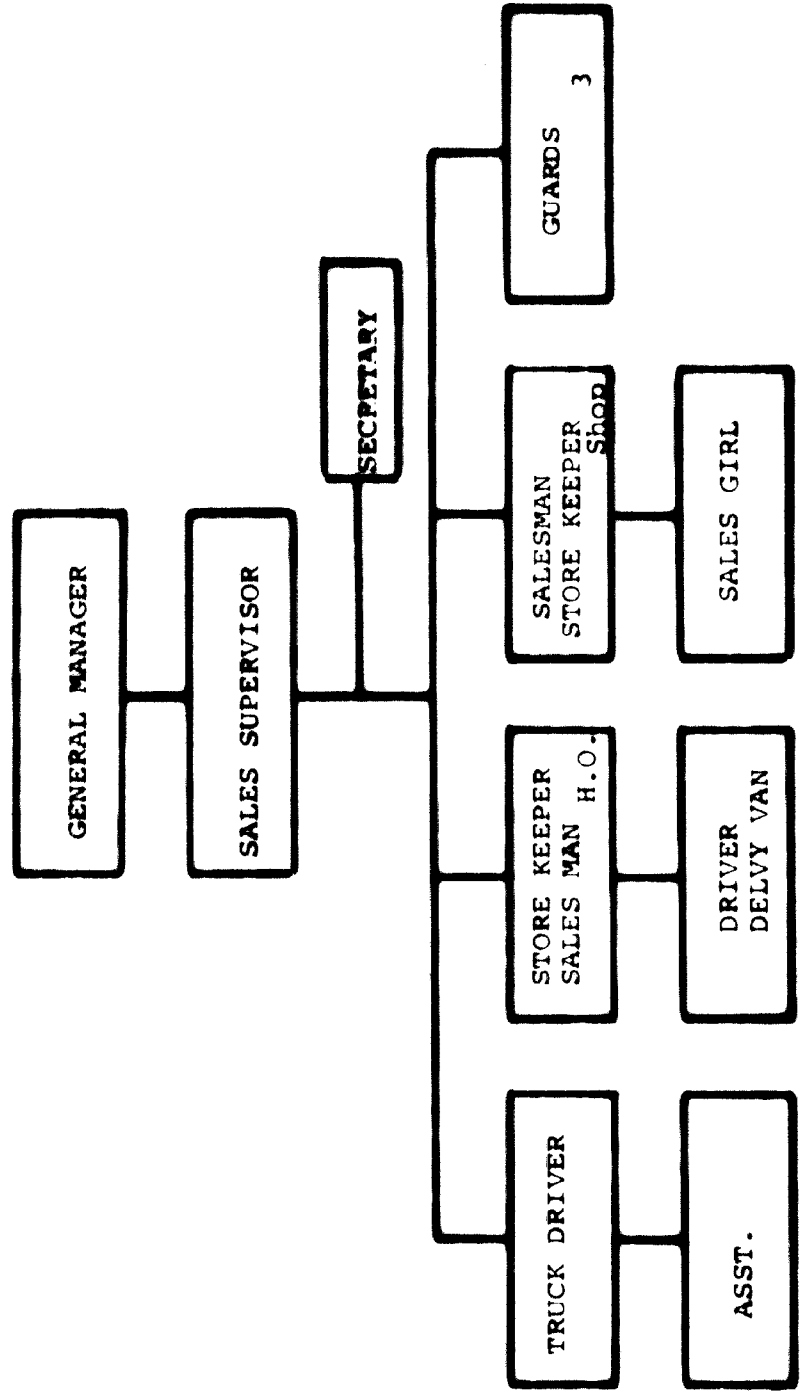 GENERAL MANAGER
SALES SUPERVISOR
SECPETARY
TRUCK DRIVER
STORE KEEPER
SALES MAN
H.O.
SALESMAN
STORE KEEPER
Shop
GUARDS
3
ASST.
DRIVER
DELVY VAN
SALES GIRL